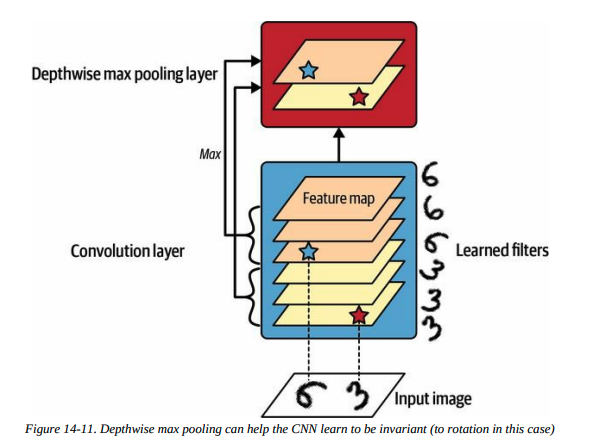 Depthwise max pooling layer
Max
Feature map
6
6
6
Convolution layer
Learned filters
3
3
3
6 3
Input image
Figure 14-11. Depthwise max pooling can help the CNN learn to be invariant (to rotation in this case)